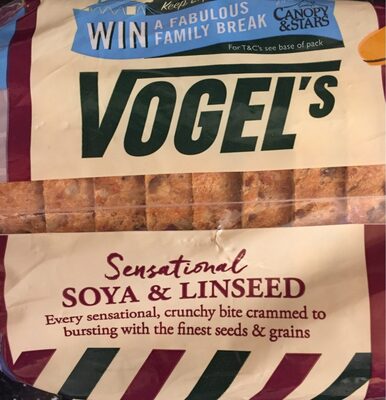 Keep
WIN
A FABULOUS
FAMILY BREAK
CANOPY
&STARS
For T&C's see base of pack
VOGEL'S
Sensational
SOYA & LINSEED
Every sensational, crunchy bite crammed to
bursting with the finest seeds & grains